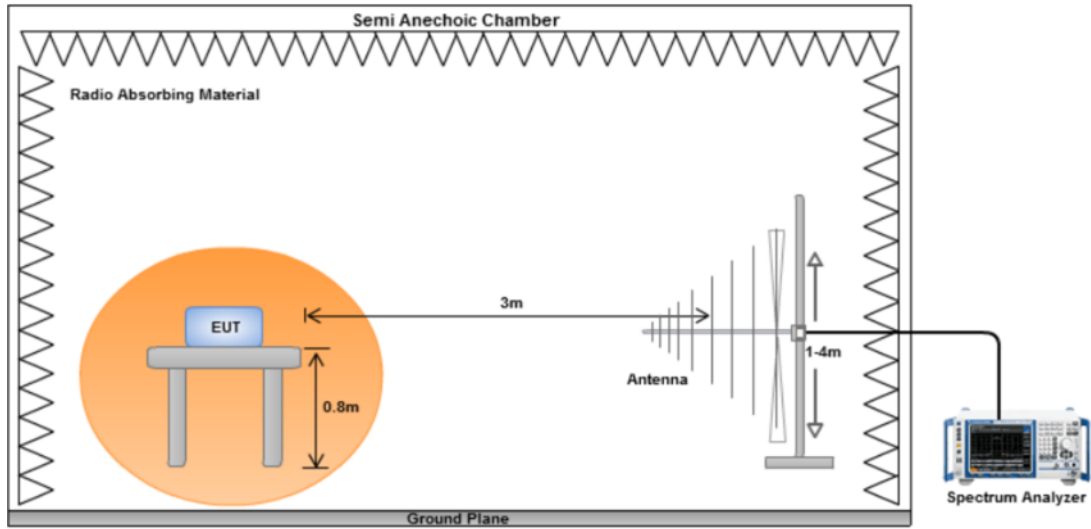 Semi Anechoic Chamber
Radio Absorbing Material
3m
EUT
1-4m
Antenna
0.8m
Spectrum Analyzer
Ground Plane